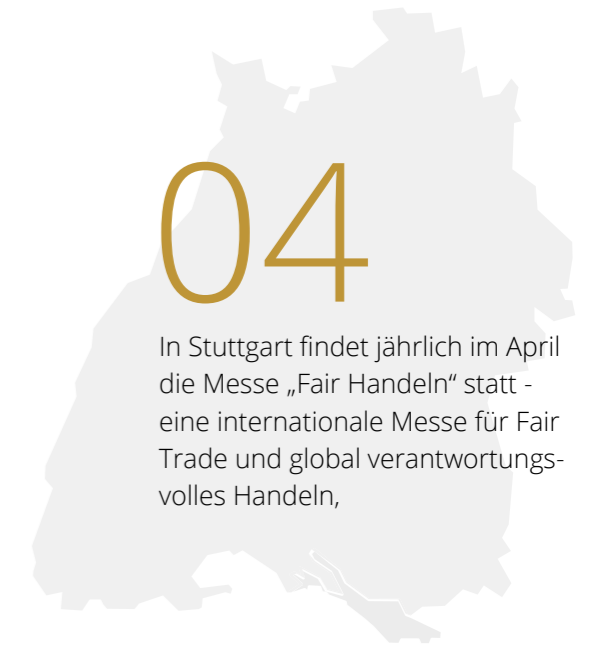 04
In Stuttgart findet jährlich im April
die Messe „Fair Handeln“ statt -
eine internationale Messe für Fair
Trade und global verantwortungs-
volles Handeln,